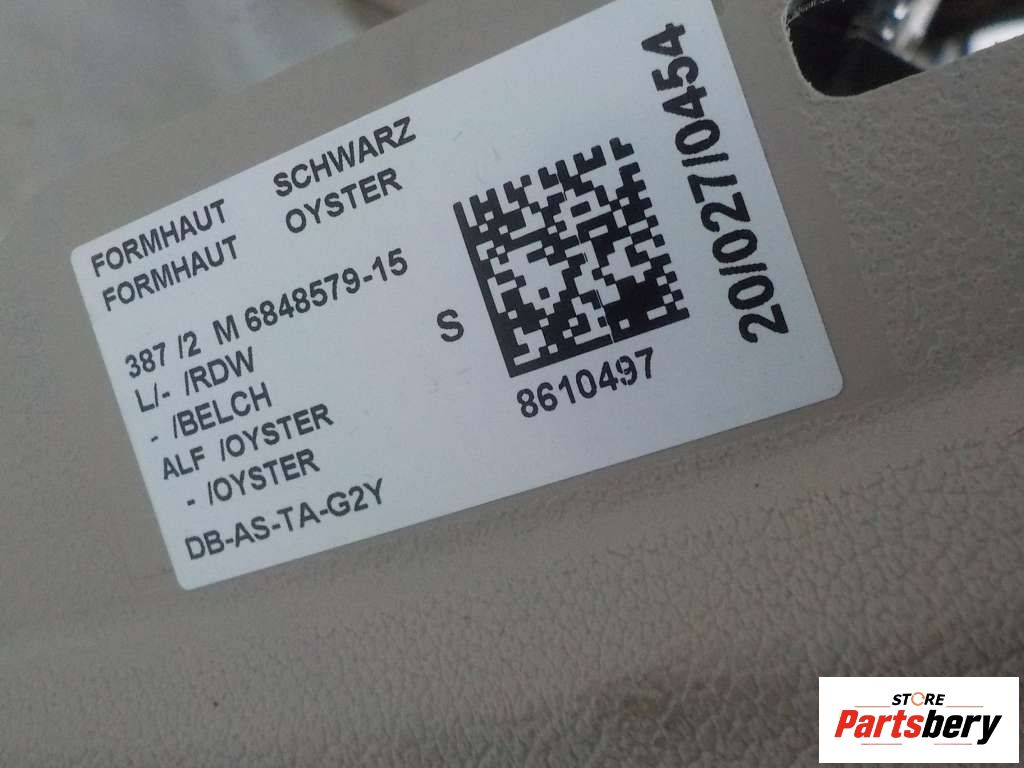 FORMHAUT SCHWARZ
FORMHAUT OYSTER
387 /2 M 6848579-15
L/- /RDW
- /BELCH
ALF /OYSTER
- /OYSTER
DB-AS-TA-G2Y
S
8610497
20/027/0454
STORE
Partsbery